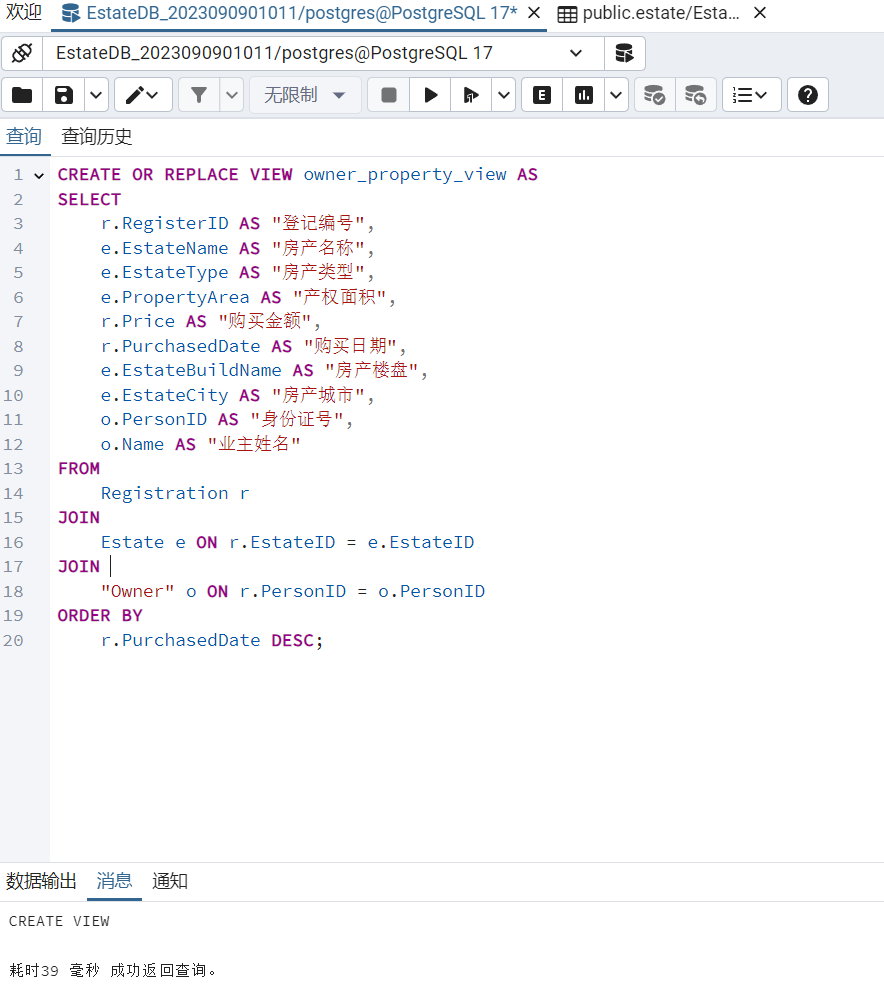 欢迎 EstateDB_2023090901011/postgres@PostgreSQL 17* public.estate/Esta...
EstateDB_2023090901011/postgres@PostgreSQL 17
无限制 E
查询 查询历史
1 CREATE OR REPLACE VIEW owner_property_view AS
2 SELECT
3 r.RegisterID AS "登记编号",
4 e.EstateName AS "房产名称",
5 e.EstateType AS "房产类型",
6 e.PropertyArea AS "产权面积",
7 r.Price AS "购买金额",
8 r.PurchasedDate AS "购买日期",
9 e.EstateBuildName AS "房产楼盘",
10 e.EstateCity AS "房产城市",
11 o.PersonID AS "身份证号",
12 o.Name AS "业主姓名"
13 FROM
14 Registration r
15 JOIN
16 Estate e ON r.EstateID = e.EstateID
17 JOIN
18 "Owner" o ON r.PersonID = o.PersonID
19 ORDER BY
20 r.PurchasedDate DESC;
数据输出 消息 通知
CREATE VIEW
耗时39 毫秒 成功返回查询。